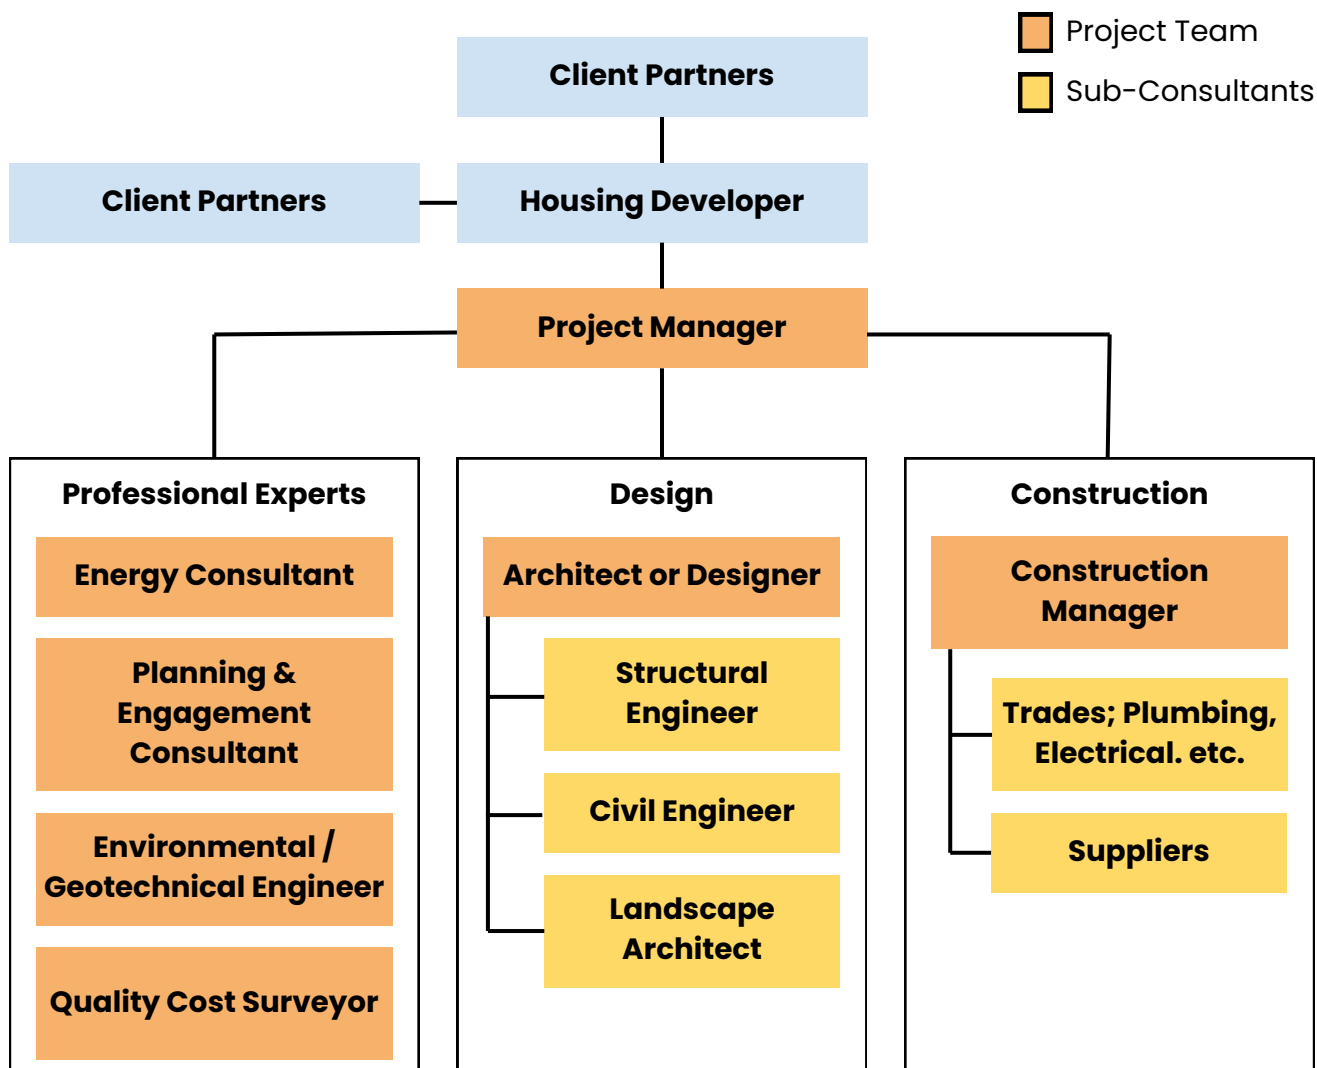 Project Team
Sub-Consultants
Client Partners
Client Partners
Housing Developer
Project Manager
Professional Experts
Energy Consultant
Planning &
Engagement
Consultant
Environmental /
Geotechnical Engineer
Quality Cost Surveyor
Design
Architect or Designer
Structural
Engineer
Civil Engineer
Landscape
Architect
Construction
Construction
Manager
Trades; Plumbing,
Electrical. etc.
Suppliers